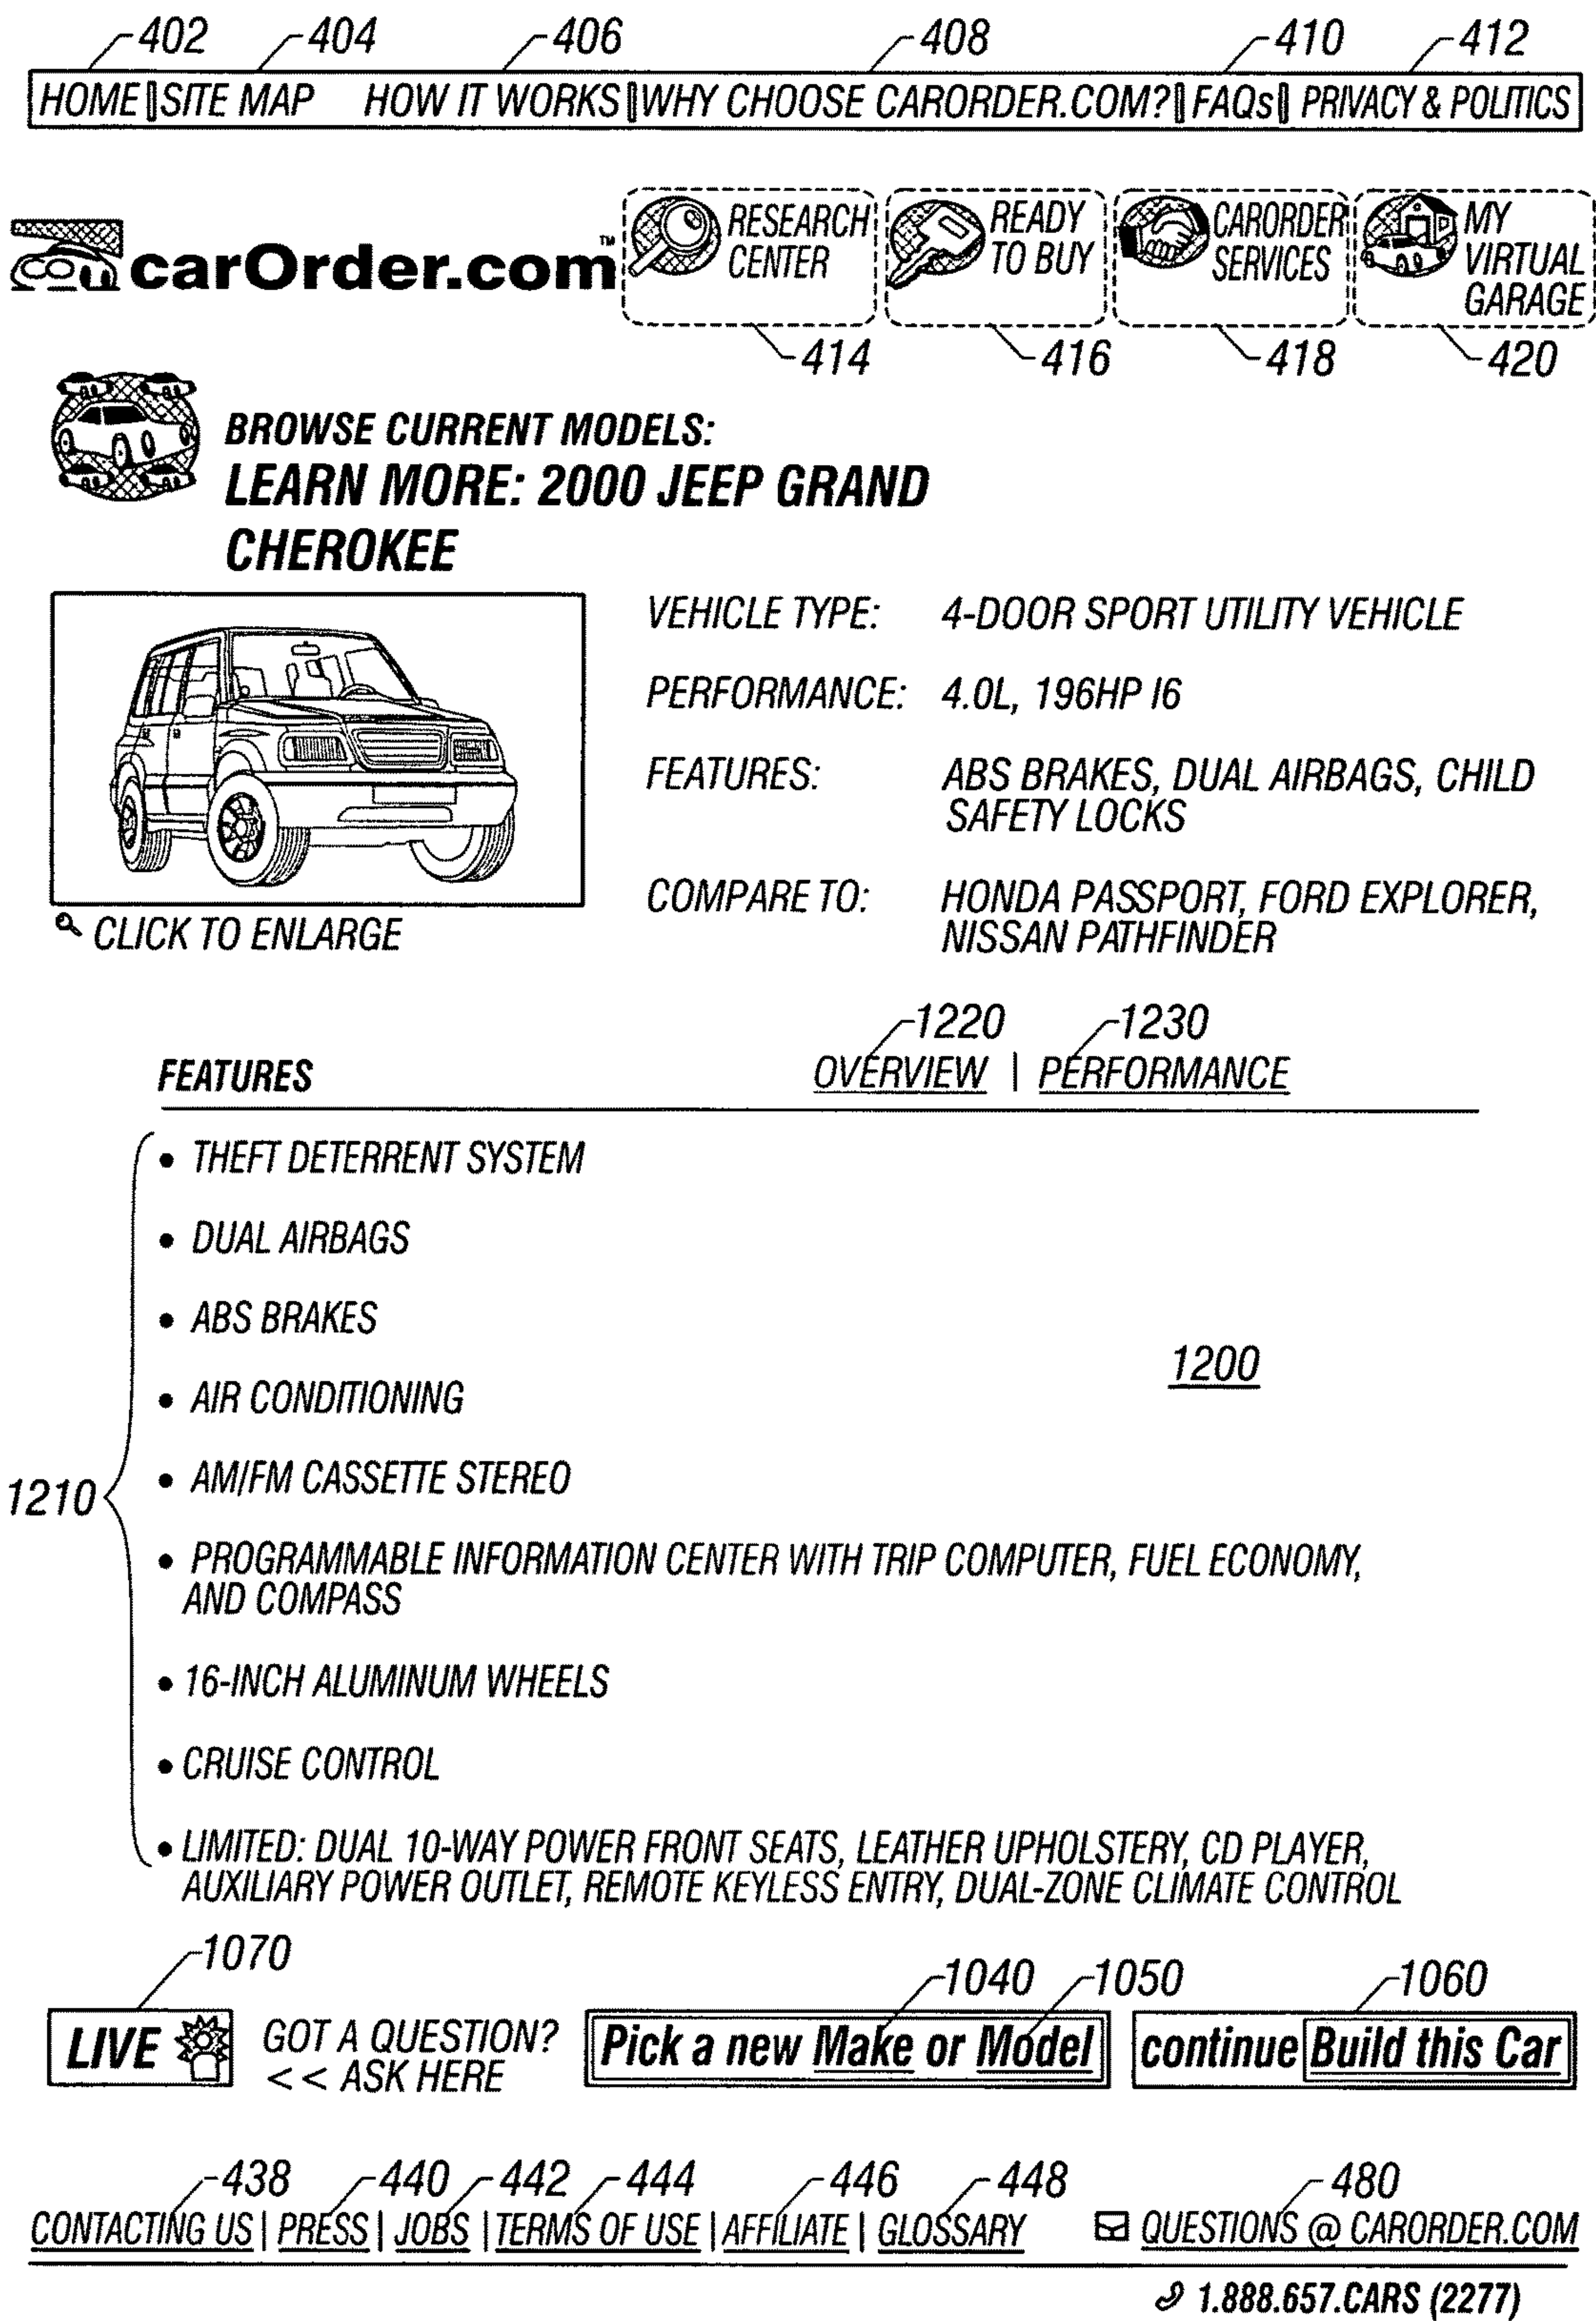 402 404 406 408 410 412
HOME SITE MAP HOW IT WORKS WHY CHOOSE CARORDER.COM? FAQs PRIVACY & POLITICS
carOrder.com™
RESEARCH
CENTER
READY
TO BUY
CARORDER
SERVICES
MY
VIRTUAL
GARAGE
414 416 418 420
BROWSE CURRENT MODELS:
LEARN MORE: 2000 JEEP GRAND
CHEROKEE
CLICK TO ENLARGE
VEHICLE TYPE: 4-DOOR SPORT UTILITY VEHICLE
PERFORMANCE: 4.0L, 196HP I6
FEATURES: ABS BRAKES, DUAL AIRBAGS, CHILD
SAFETY LOCKS
COMPARE TO: HONDA PASSPORT, FORD EXPLORER,
NISSAN PATHFINDER
1220 1230
FEATURES OVERVIEW | PERFORMANCE
• THEFT DETERRENT SYSTEM
• DUAL AIRBAGS
• ABS BRAKES
1200
• AIR CONDITIONING
• AM/FM CASSETTE STEREO
1210
• PROGRAMMABLE INFORMATION CENTER WITH TRIP COMPUTER, FUEL ECONOMY,
AND COMPASS
• 16-INCH ALUMINUM WHEELS
• CRUISE CONTROL
• LIMITED: DUAL 10-WAY POWER FRONT SEATS, LEATHER UPHOLSTERY, CD PLAYER,
AUXILIARY POWER OUTLET, REMOTE KEYLESS ENTRY, DUAL-ZONE CLIMATE CONTROL
1070 1040 1050 1060
LIVE
GOT A QUESTION?
<< ASK HERE
Pick a new Make or Model
continue Build this Car
438 440 442 444 446 448 480
CONTACTING US | PRESS | JOBS | TERMS OF USE | AFFILIATE | GLOSSARY QUESTIONS @ CARORDER.COM
1.888.657.CARS (2277)